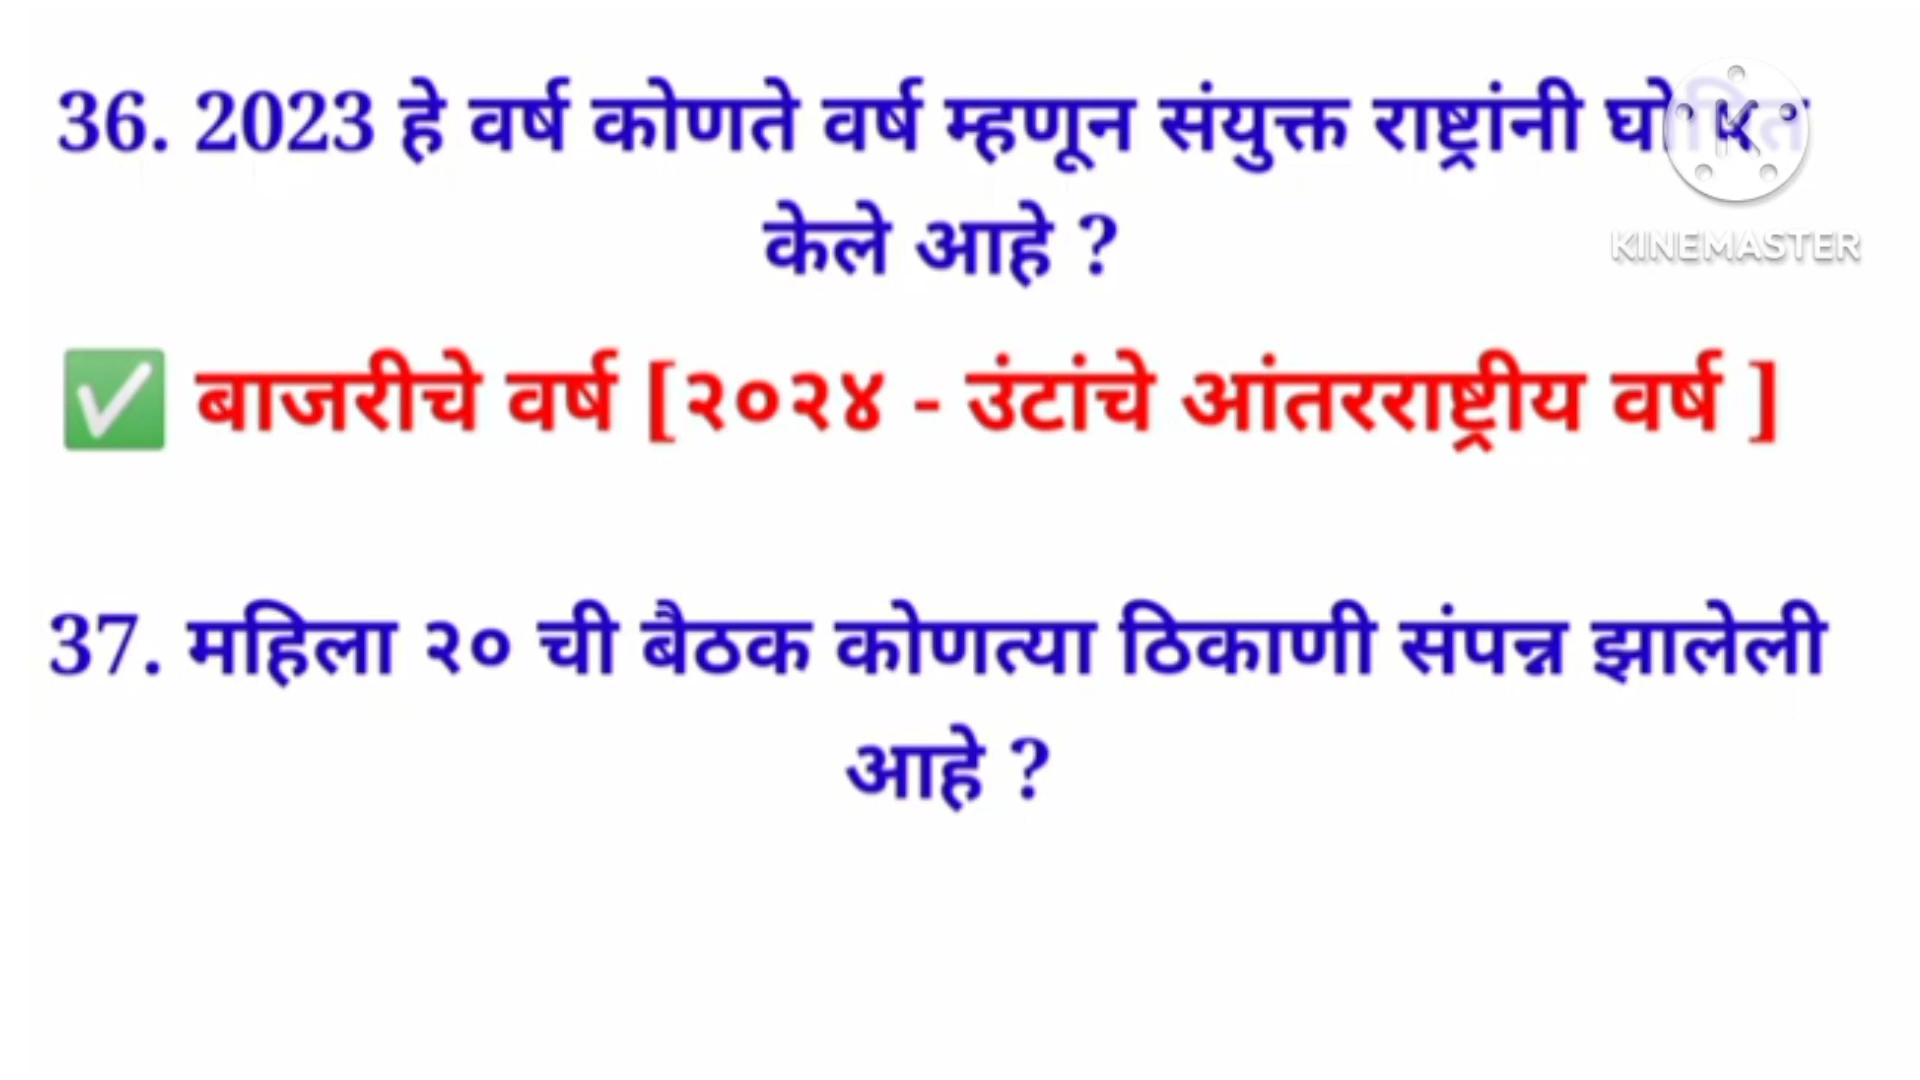 36. 2023 हे वर्ष कोणते वर्ष म्हणून संयुक्त राष्ट्रांनी घोषित
केले आहे ?
KINEMASTER
✅ बाजरीचे वर्ष [२०२४ - उंटांचे आंतरराष्ट्रीय वर्ष ]
37. महिला २० ची बैठक कोणत्या ठिकाणी संपन्न झालेली
आहे ?